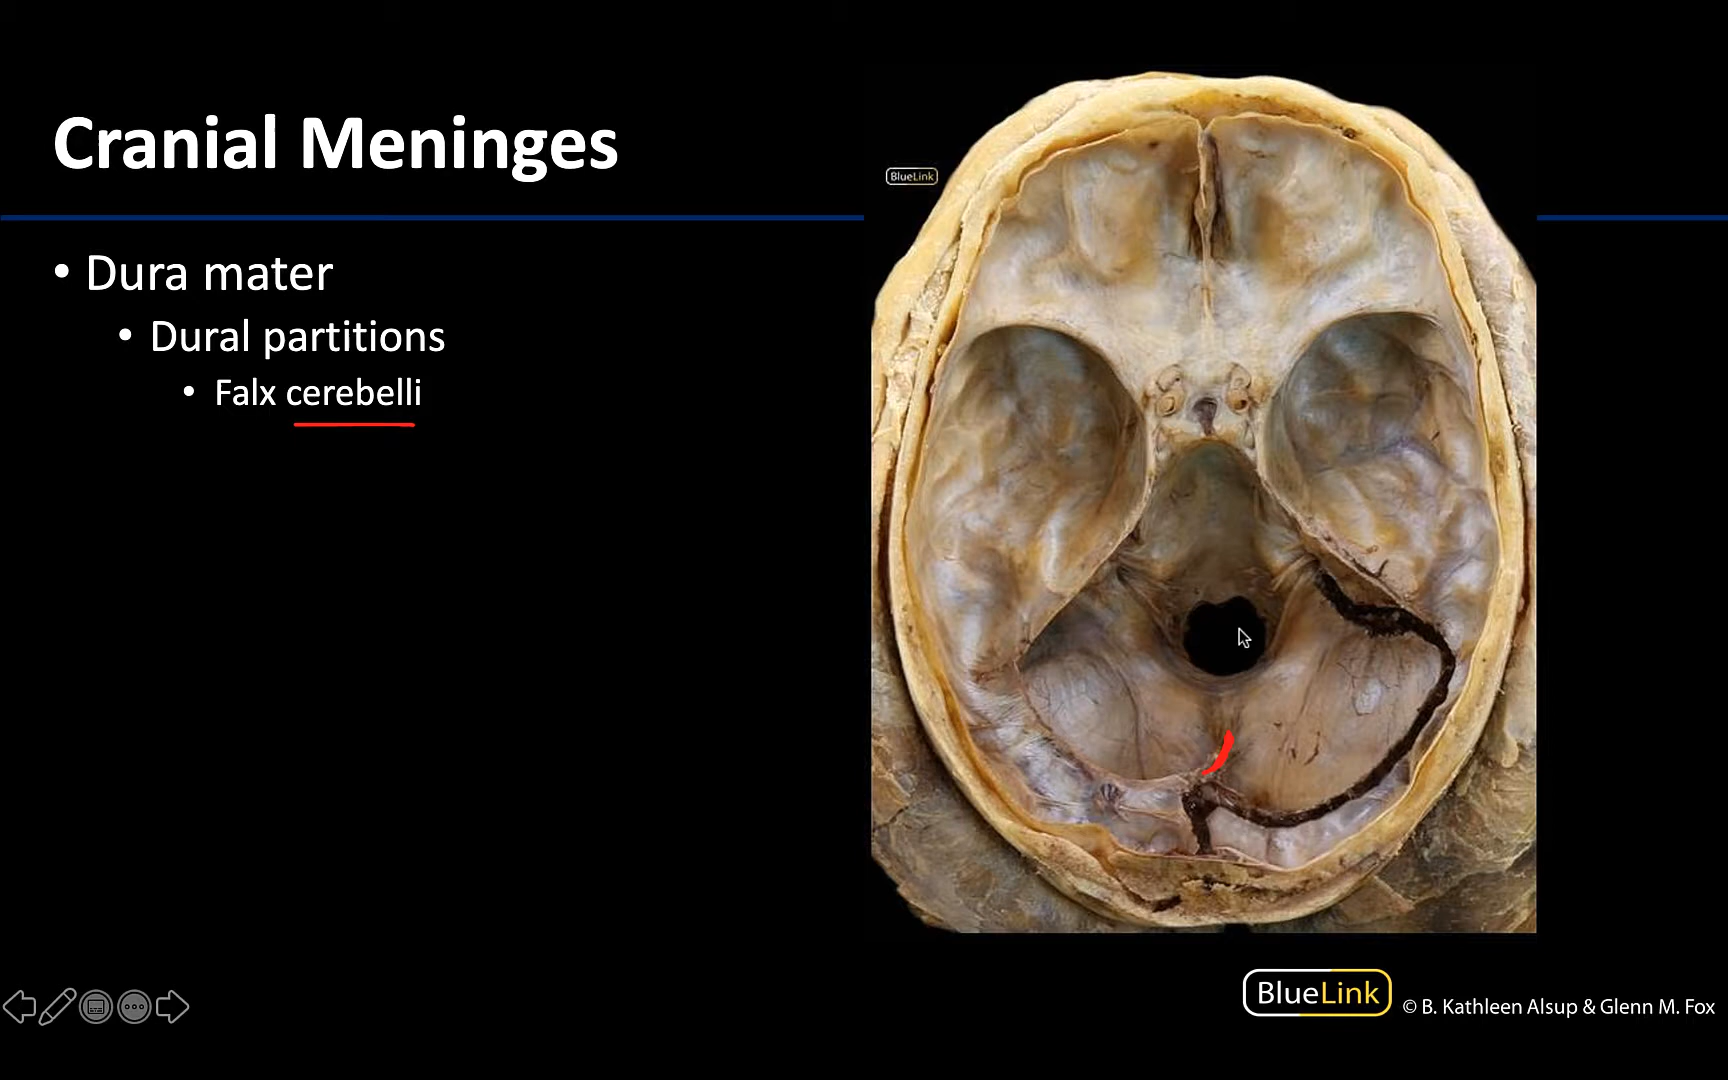 Cranial Meninges
BlueLink
• Dura mater
• Dural partitions
• Falx cerebelli
BlueLink
© B. Kathleen Alsup & Glenn M. Fox